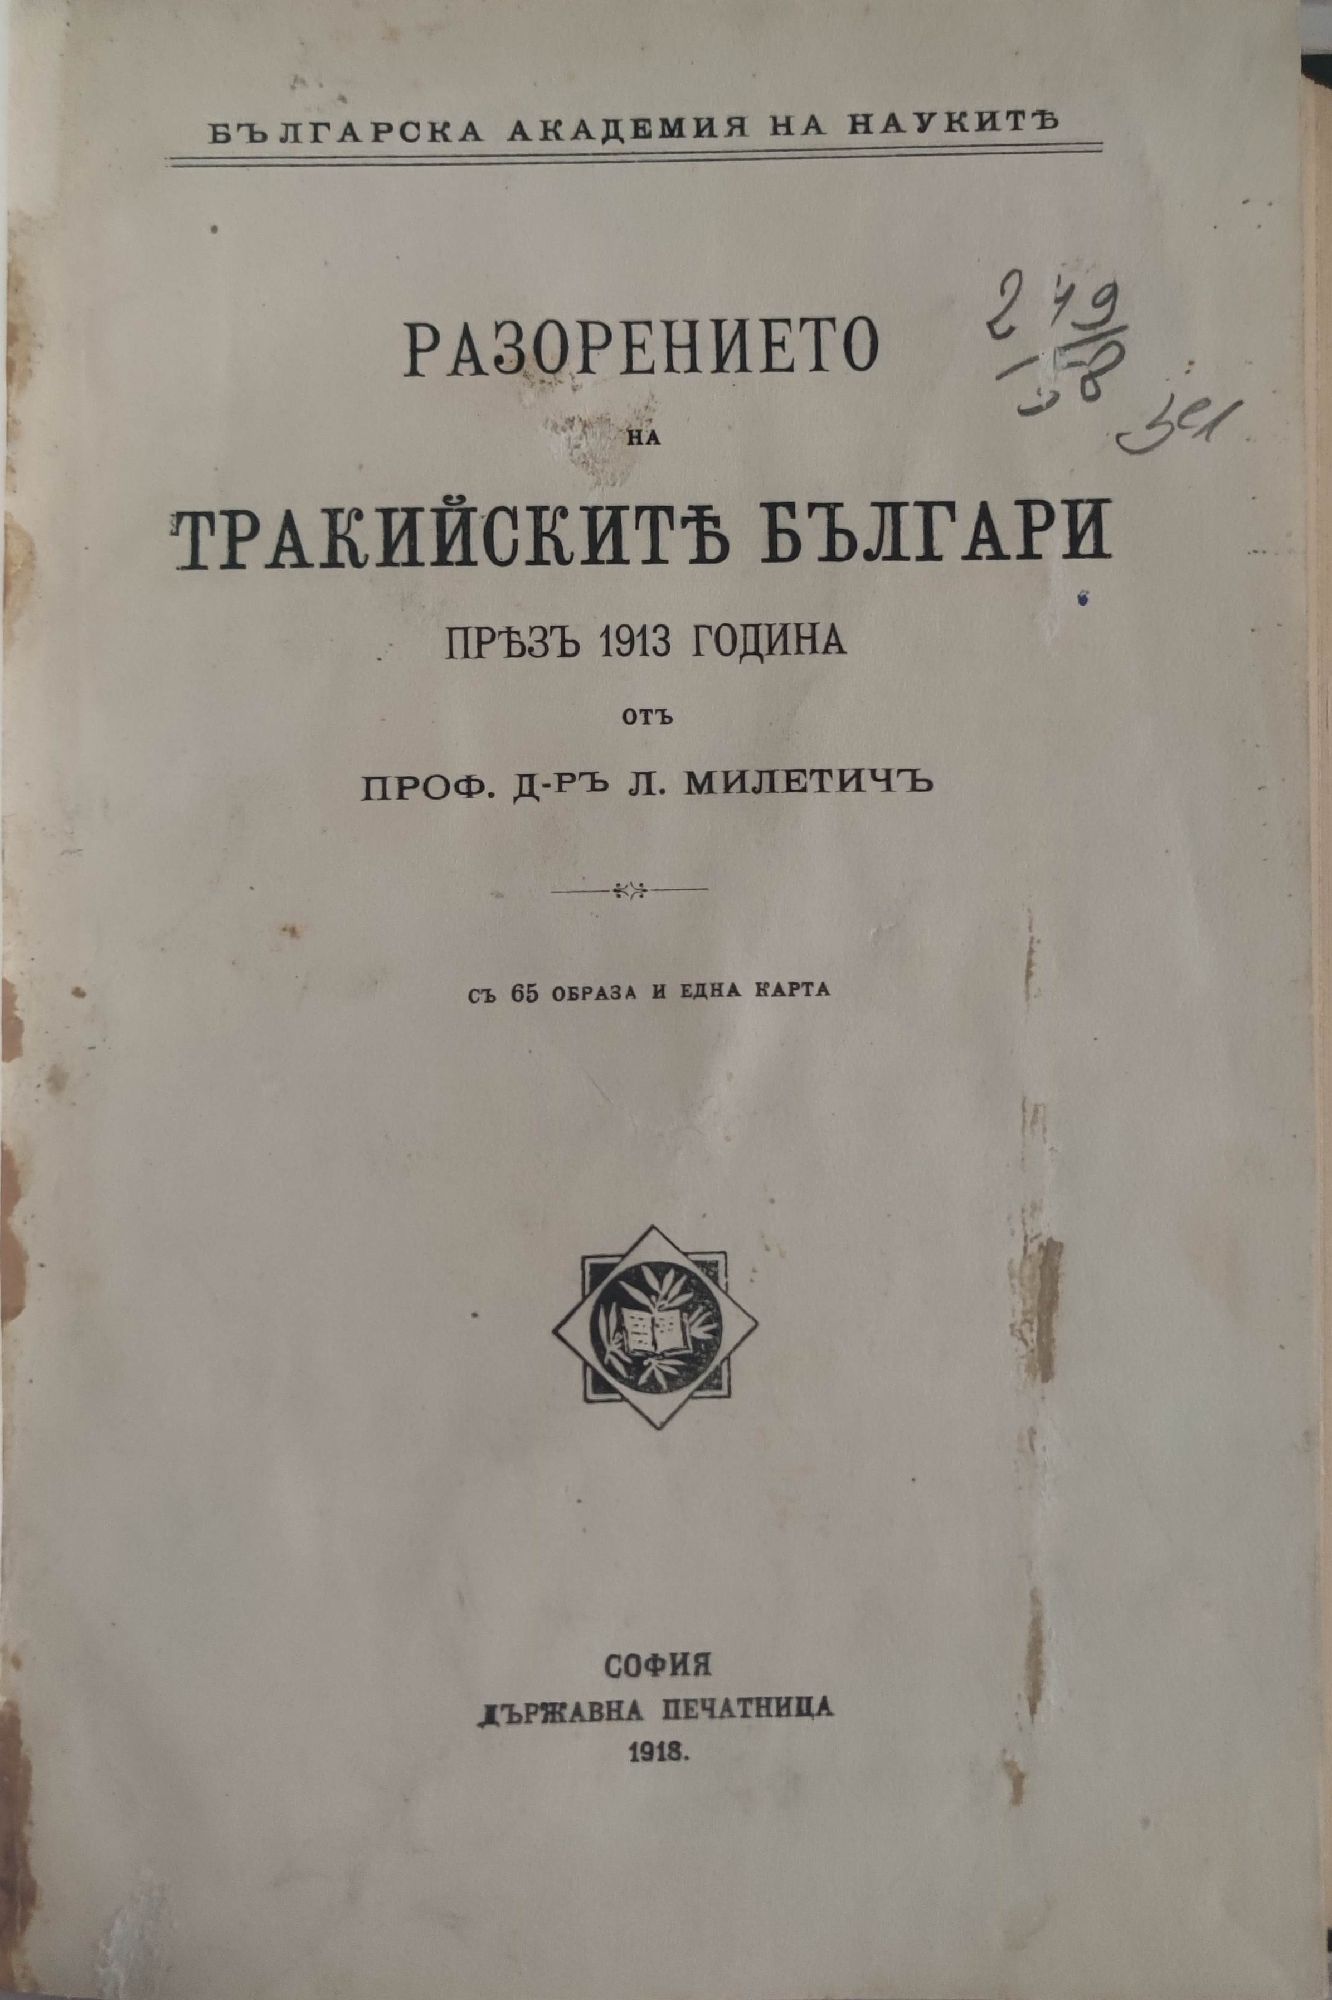 БЪЛГАРСКА АКАДЕМИЯ НА НАУКИТѢ
РАЗОРЕНИЕТО
НА
ТРАКИЙСКИТѢ БЪЛГАРИ
ПРѢЗЪ 1913 ГОДИНА
ОТЪ
ПРОФ. Д-РЪ Л. МИЛЕТИЧЪ
СЪ 65 ОБРАЗА И ЕДНА КАРТА
СОФИЯ
ДЪРЖАВНА ПЕЧАТНИЦА
1918.